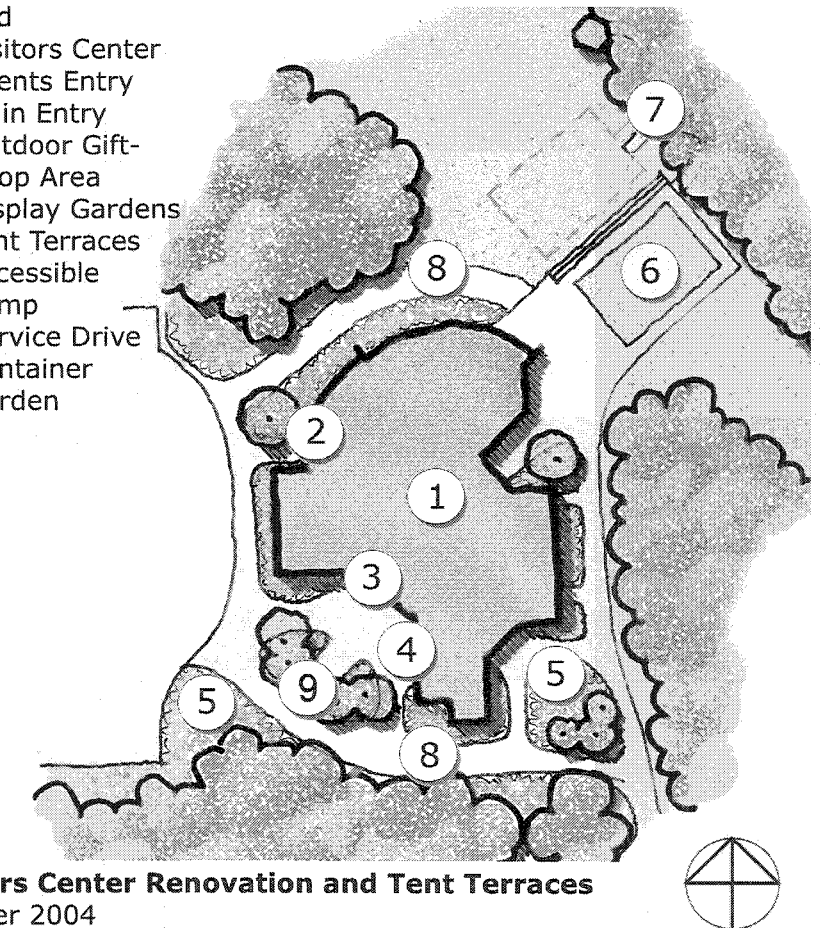 d
sitors Center
ents Entry
in Entry
tdoor Gift-
op Area
splay Gardens
nt Terraces
cessible
mp
rvice Drive
ntainer
rden
7
8
6
2
1
3
4
9
5
5
8
rs Center Renovation and Tent Terraces
er 2004